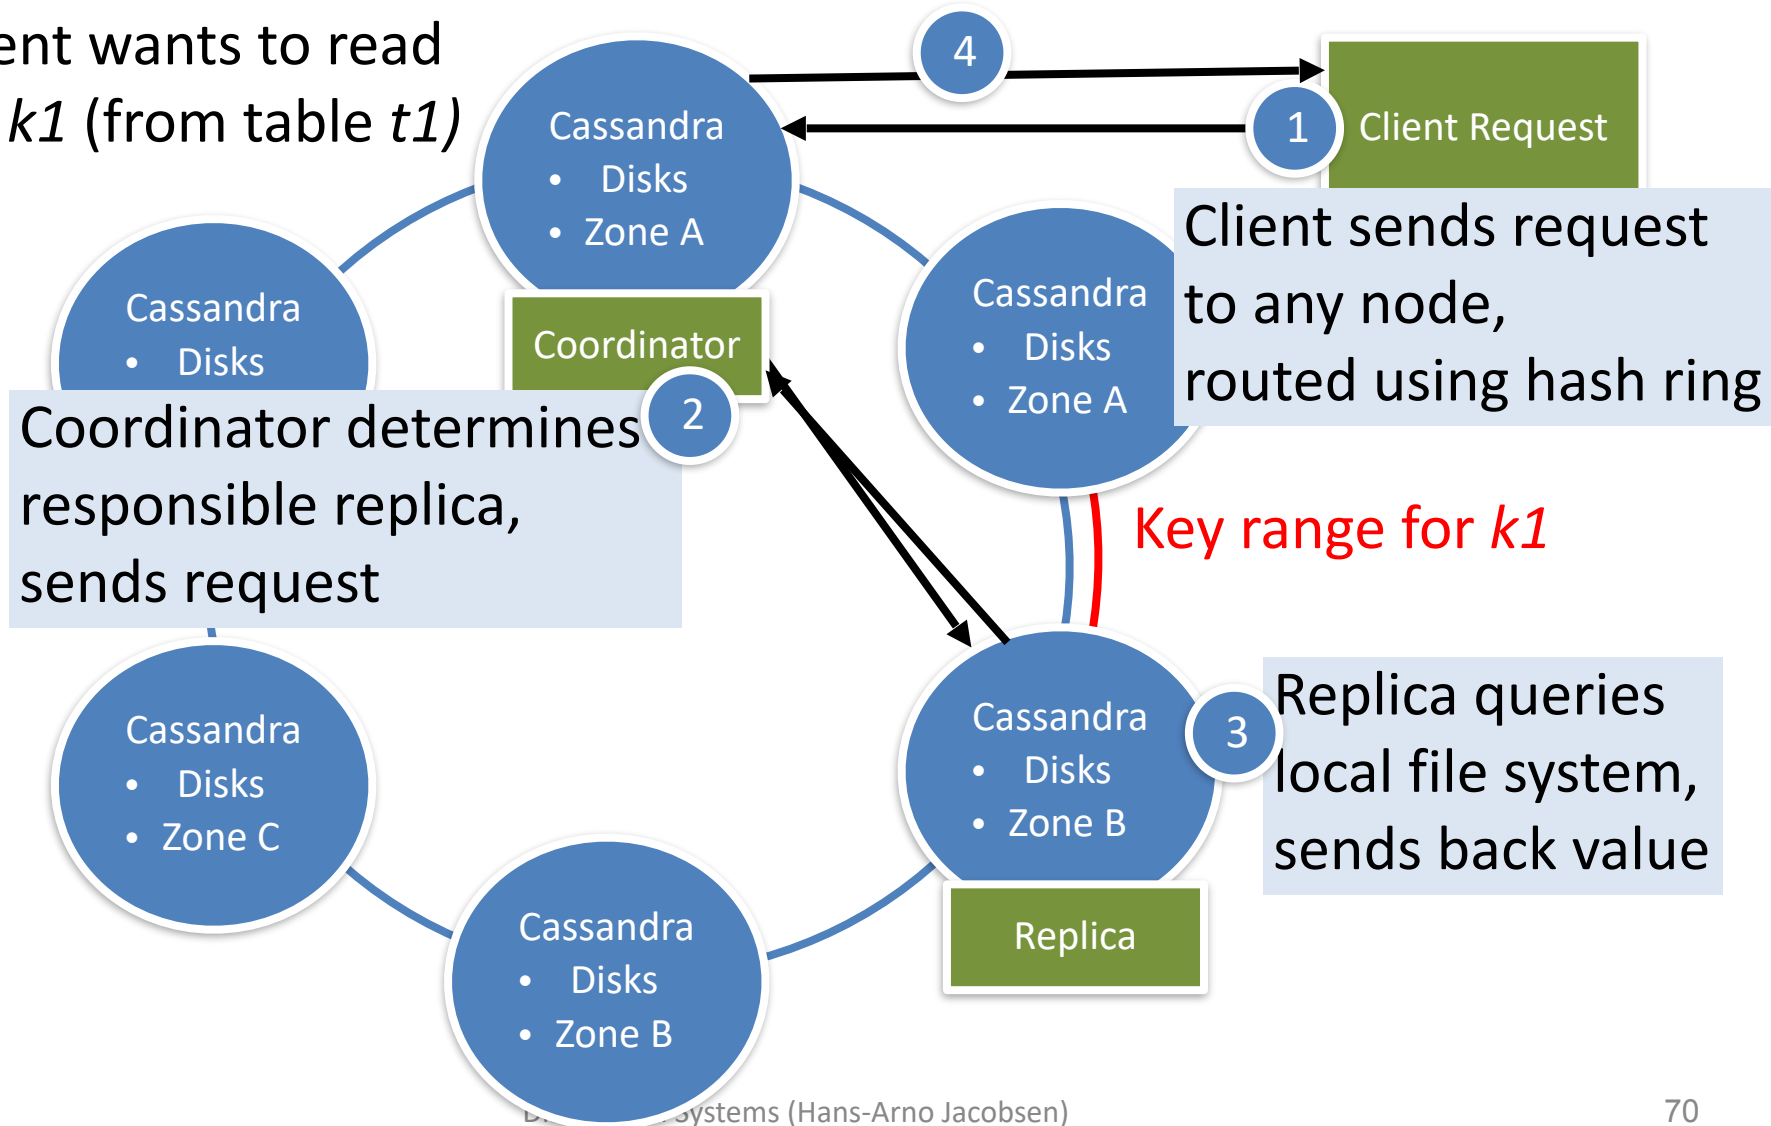 ent wants to read
k1 (from table t1)
4
1
Client Request
Cassandra
• Disks
• Zone A
Client sends request
to any node,
routed using hash ring
Cassandra
• Disks
• Zone A
Cassandra
• Disks
Coordinator
2
Coordinator determines
responsible replica,
sends request
Key range for k1
Cassandra
• Disks
• Zone C
Cassandra
• Disks
• Zone B
3
Replica queries
local file system,
sends back value
Replica
Cassandra
• Disks
• Zone B
Systems (Hans-Arno Jacobsen)
70